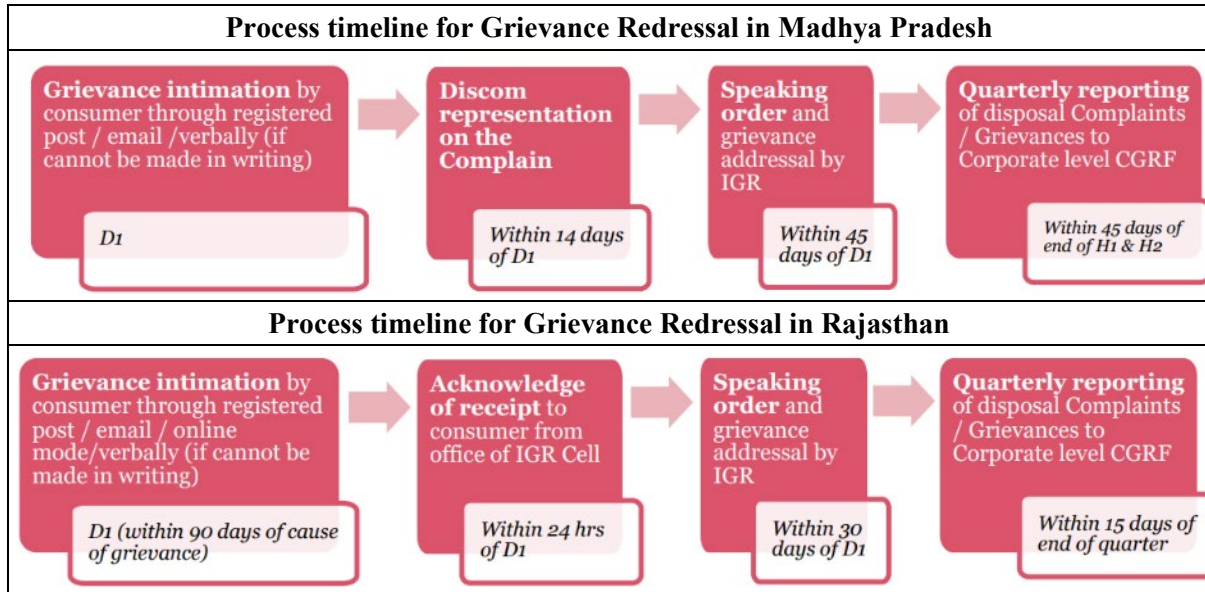 Process timeline for Grievance Redressal in Madhya Pradesh
Grievance intimation by
consumer through registered
post / email /verbally (if
cannot be made in writing)
D1
Discom
representation
on the
Complain
Within 14 days
of D1
Speaking
order and
grievance
addressal by
IGR
Within 45
days of D1
Quarterly reporting
of disposal Complaints
/ Grievances to
Corporate level CGRF
Within 45 days of
end of H1 & H2
Process timeline for Grievance Redressal in Rajasthan
Grievance intimation by
consumer through registered
post / email / online
mode/verbally (if cannot be
made in writing)
D1 (within 90 days of cause
of grievance)
Acknowledge
of receipt to
consumer from
office of IGR Cell
Within 24 hrs
of D1
Speaking
order and
grievance
addressal by
IGR
Within 30
days of D1
Quarterly reporting
of disposal Complaints
/ Grievances to
Corporate level CGRF
Within 15 days of
end of quarter